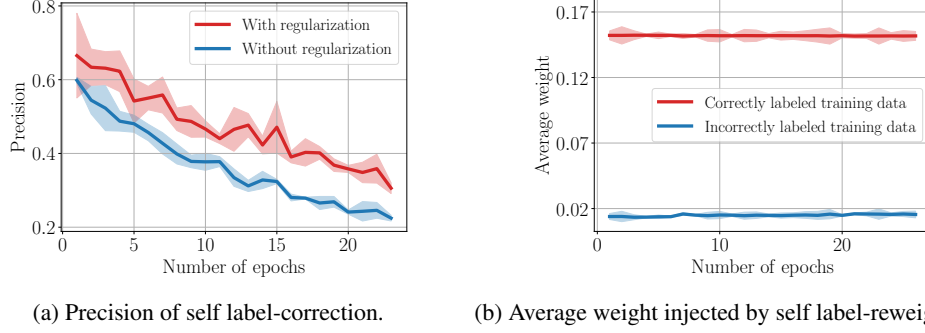 0.8
0.6
0.4
0.2
Precision
With regularization
Without regularization
0 5 10 15 20
Number of epochs
(a) Precision of self label-correction.
0.17
0.12
0.07
0.02
Average weight
Correctly labeled training data
Incorrectly labeled training data
0 10 20
Number of epochs
(b) Average weight injected by self label-reweig